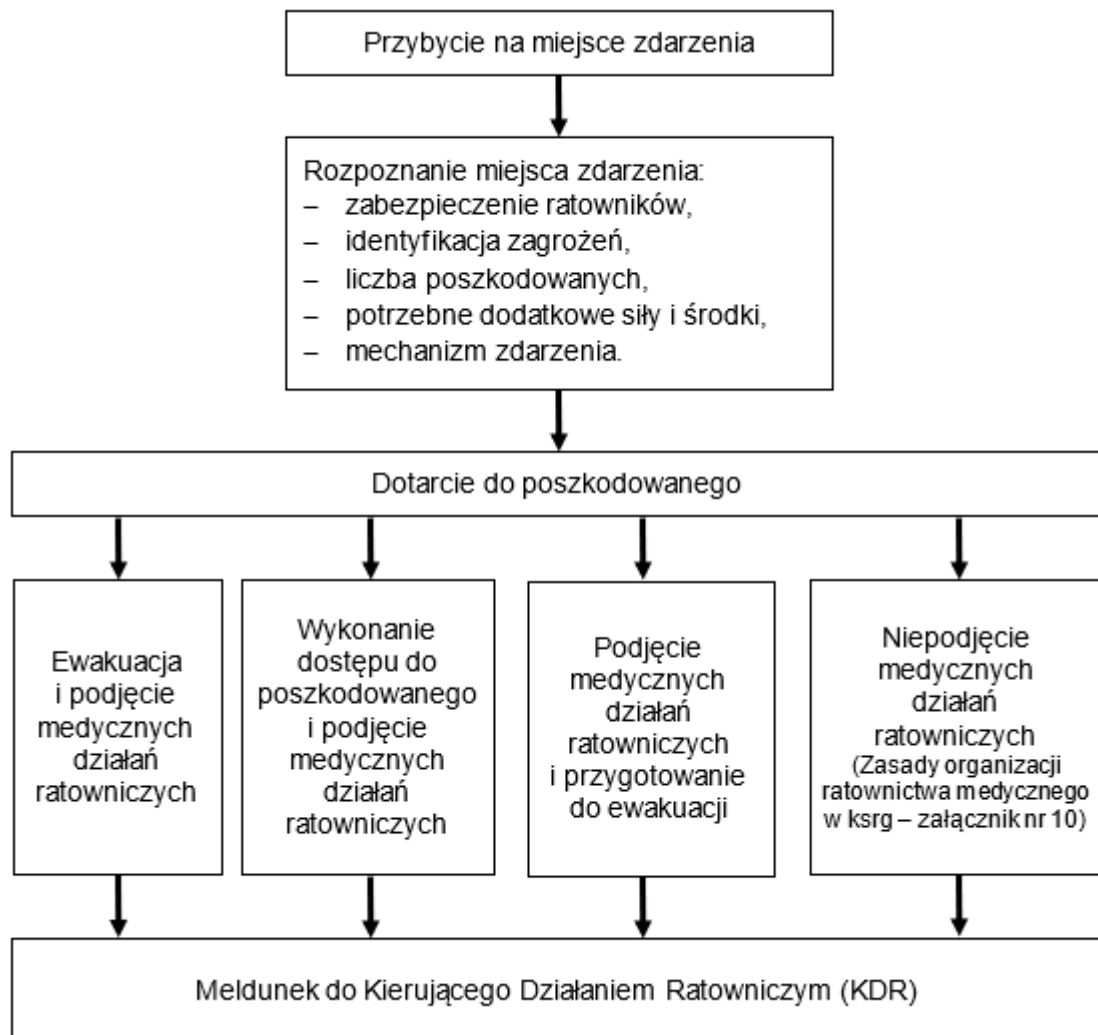 Przybycie na miejsce zdarzenia
Rozpoznanie miejsca zdarzenia:
– zabezpieczenie ratowników,
– identyfikacja zagrożeń,
– liczba poszkodowanych,
– potrzebne dodatkowe siły i środki,
– mechanizm zdarzenia.
Dotarcie do poszkodowanego
Ewakuacja
i podjęcie
medycznych
działań
ratowniczych
Wykonanie
dostępu do
poszkodowanego
i podjęcie
medycznych
działań
ratowniczych
Podjęcie
medycznych
działań
ratowniczych
i przygotowanie
do ewakuacji
Niepodjęcie
medycznych
działań
ratowniczych
(Zasady organizacji
ratownictwa medycznego
w ksrg – załącznik nr 10)
Meldunek do Kierującego Działaniem Ratowniczym (KDR)